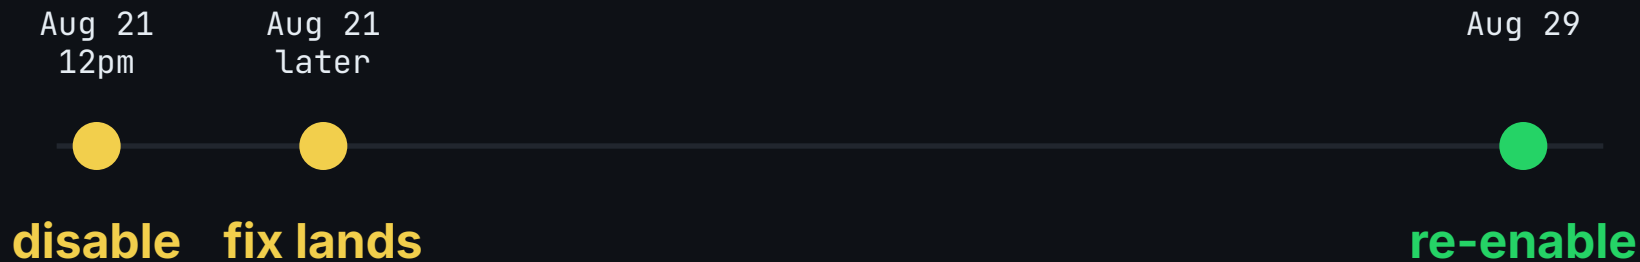 Aug 21
12pm
Aug 21
later
Aug 29
disable
fix lands
re-enable